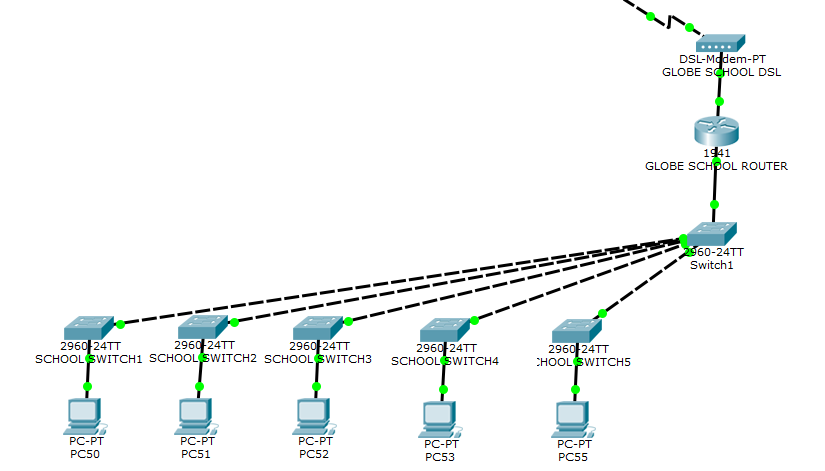 DSL-Modem-PT
GLOBE SCHOOL DSL
1941
GLOBE SCHOOL ROUTER
2960-24TT
Switch1
2960-24TT
SCHOOL SWITCH1
2960-24TT
SCHOOL SWITCH2
2960-24TT
SCHOOL SWITCH3
2960-24TT
SCHOOL SWITCH4
2960-24TT
CHOOL SWITCH5
PC-PT
PC50
PC-PT
PC51
PC-PT
PC52
PC-PT
PC53
PC-PT
PC55